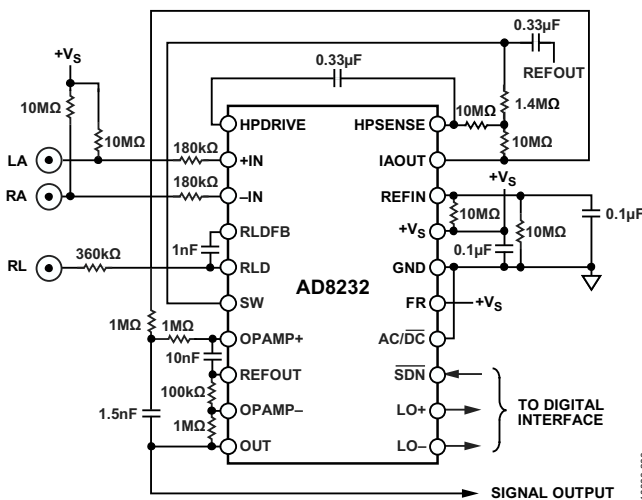 0.33µF
0.33µF
+VS
REFOUT
10MΩ
1.4MΩ
HPDRIVE
HPSENSE
10MΩ
10MΩ
10MΩ
LA
180kΩ
+IN
IAOUT
+VS
RA
180kΩ
–IN
REFIN
10MΩ
0.1µF
RLDFB
+VS
1nF
0.1µF
10MΩ
RL
360kΩ
RLD
GND
AD8232
SW
FR
+VS
1MΩ
1MΩ
OPAMP+
AC/DC
10nF
REFOUT
SDN
100kΩ
TO DIGITAL
INTERFACE
1.5nF
OPAMP–
LO+
1MΩ
OUT
LO–
SIGNAL OUTPUT